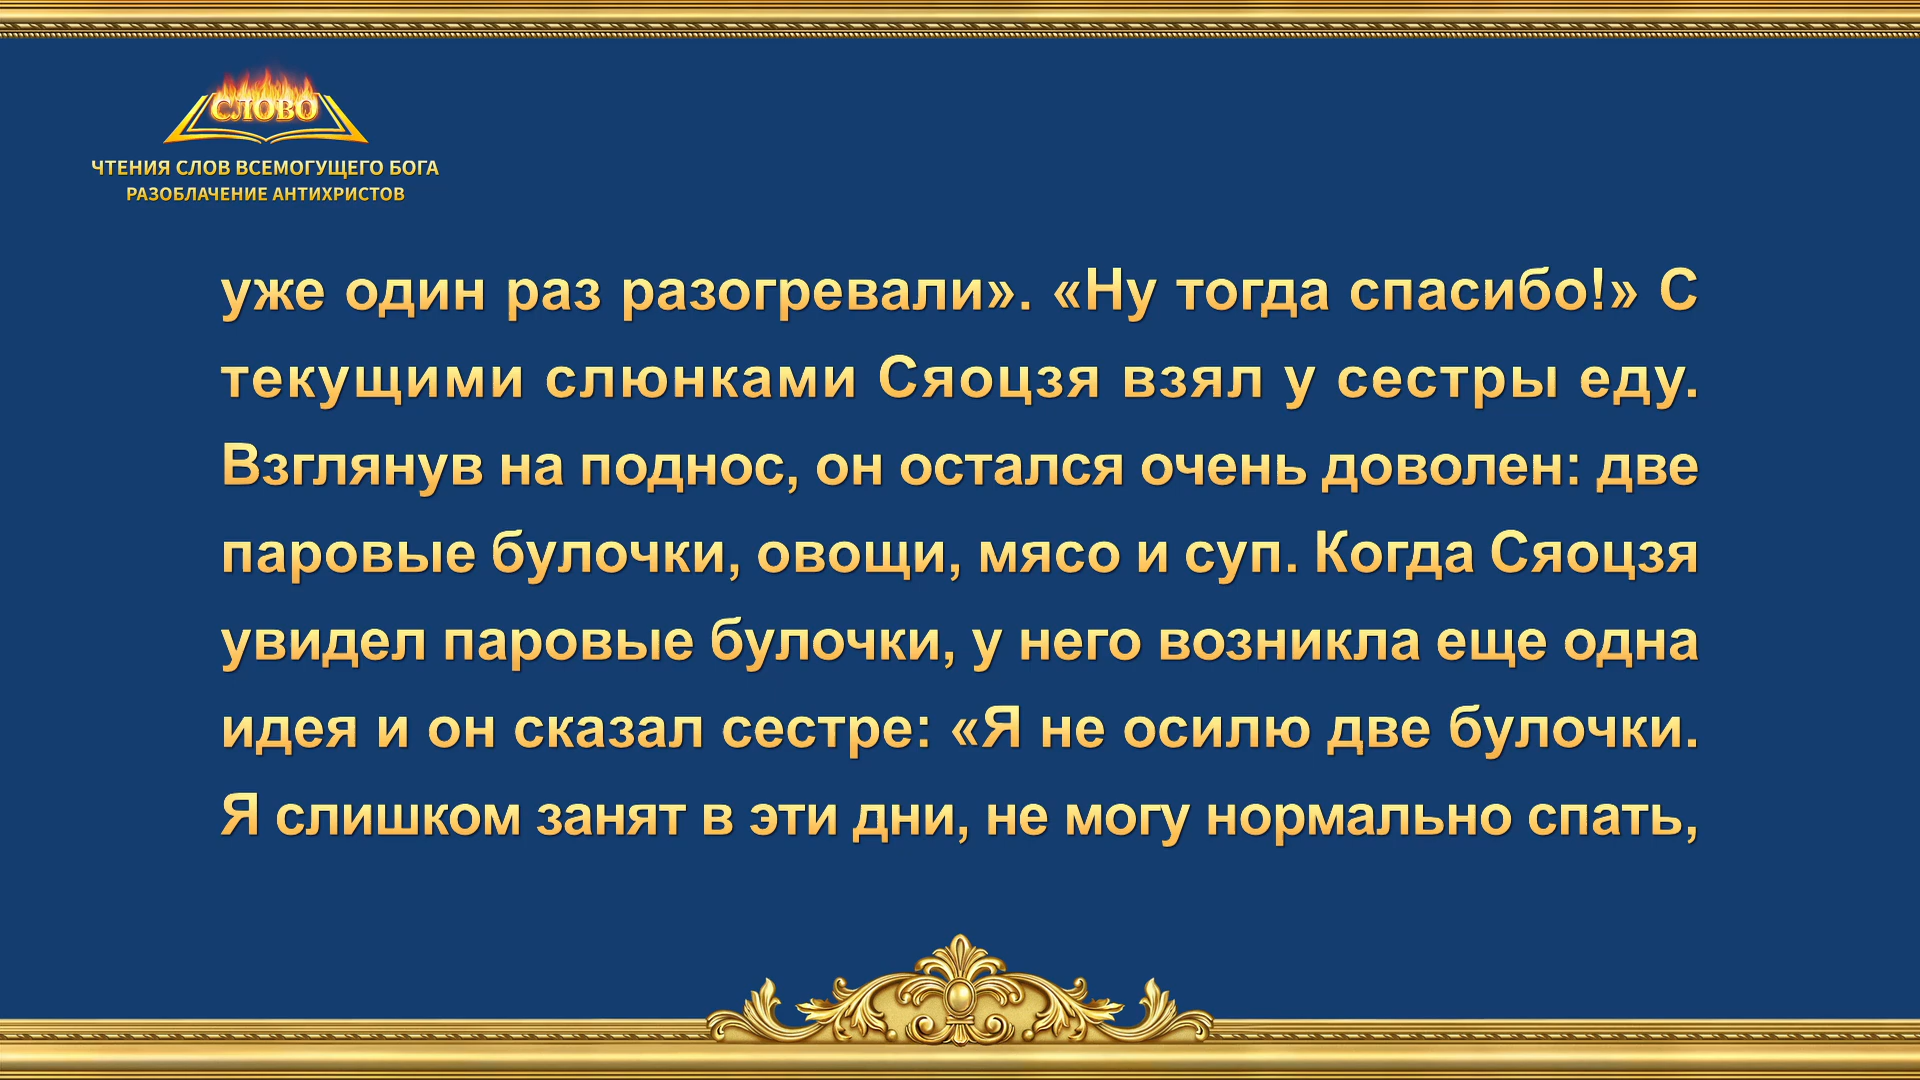 СЛОВО
ЧТЕНИЯ СЛОВ ВСЕМОГУЩЕГО БОГА
РАЗОБЛАЧЕНИЕ АНТИХРИСТОВ
уже один раз разогревали». «Ну тогда спасибо!» С
текущими слюнками Сяоцзя взял у сестры еду.
Взглянув на поднос, он остался очень доволен: две
паровые булочки, овощи, мясо и суп. Когда Сяоцзя
увидел паровые булочки, у него возникла еще одна
идея и он сказал сестре: «Я не осилю две булочки.
Я слишком занят в эти дни, не могу нормально спать,